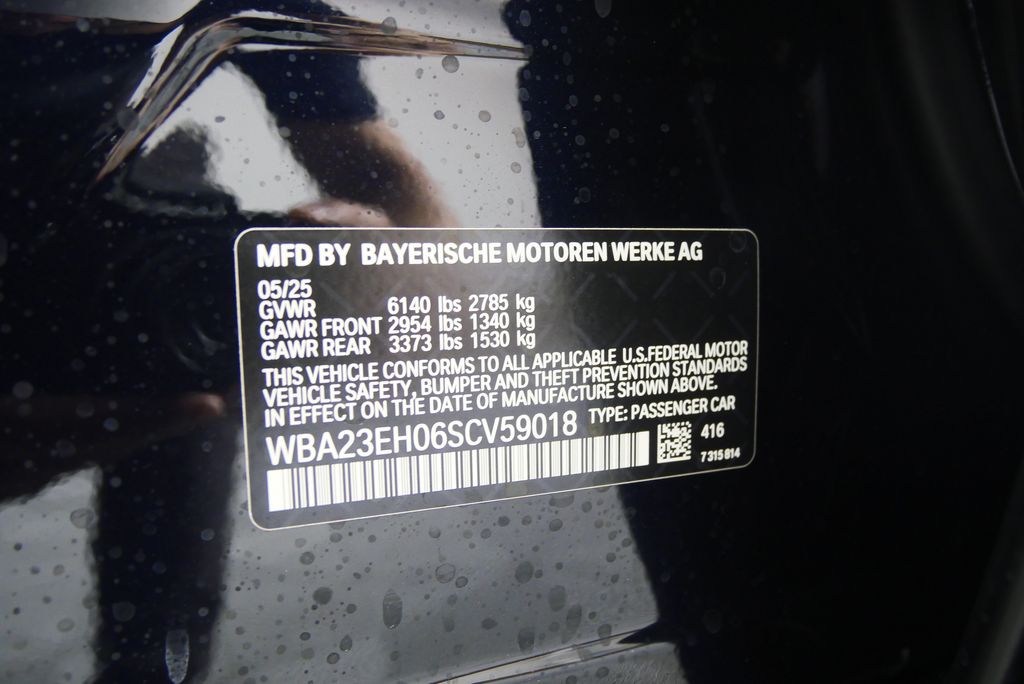 MFD BY BAYERISCHE MOTOREN WERKE AG
05/25
GVWR 6140 lbs 2785 kg
GAWR FRONT 2954 lbs 1340 kg
GAWR REAR 3373 lbs 1530 kg
THIS VEHICLE CONFORMS TO ALL APPLICABLE U.S.FEDERAL MOTOR
VEHICLE SAFETY, BUMPER AND THEFT PREVENTION STANDARDS
IN EFFECT ON THE DATE OF MANUFACTURE SHOWN ABOVE.
WBA23EH06SCV59018 TYPE: PASSENGER CAR
416
7315814